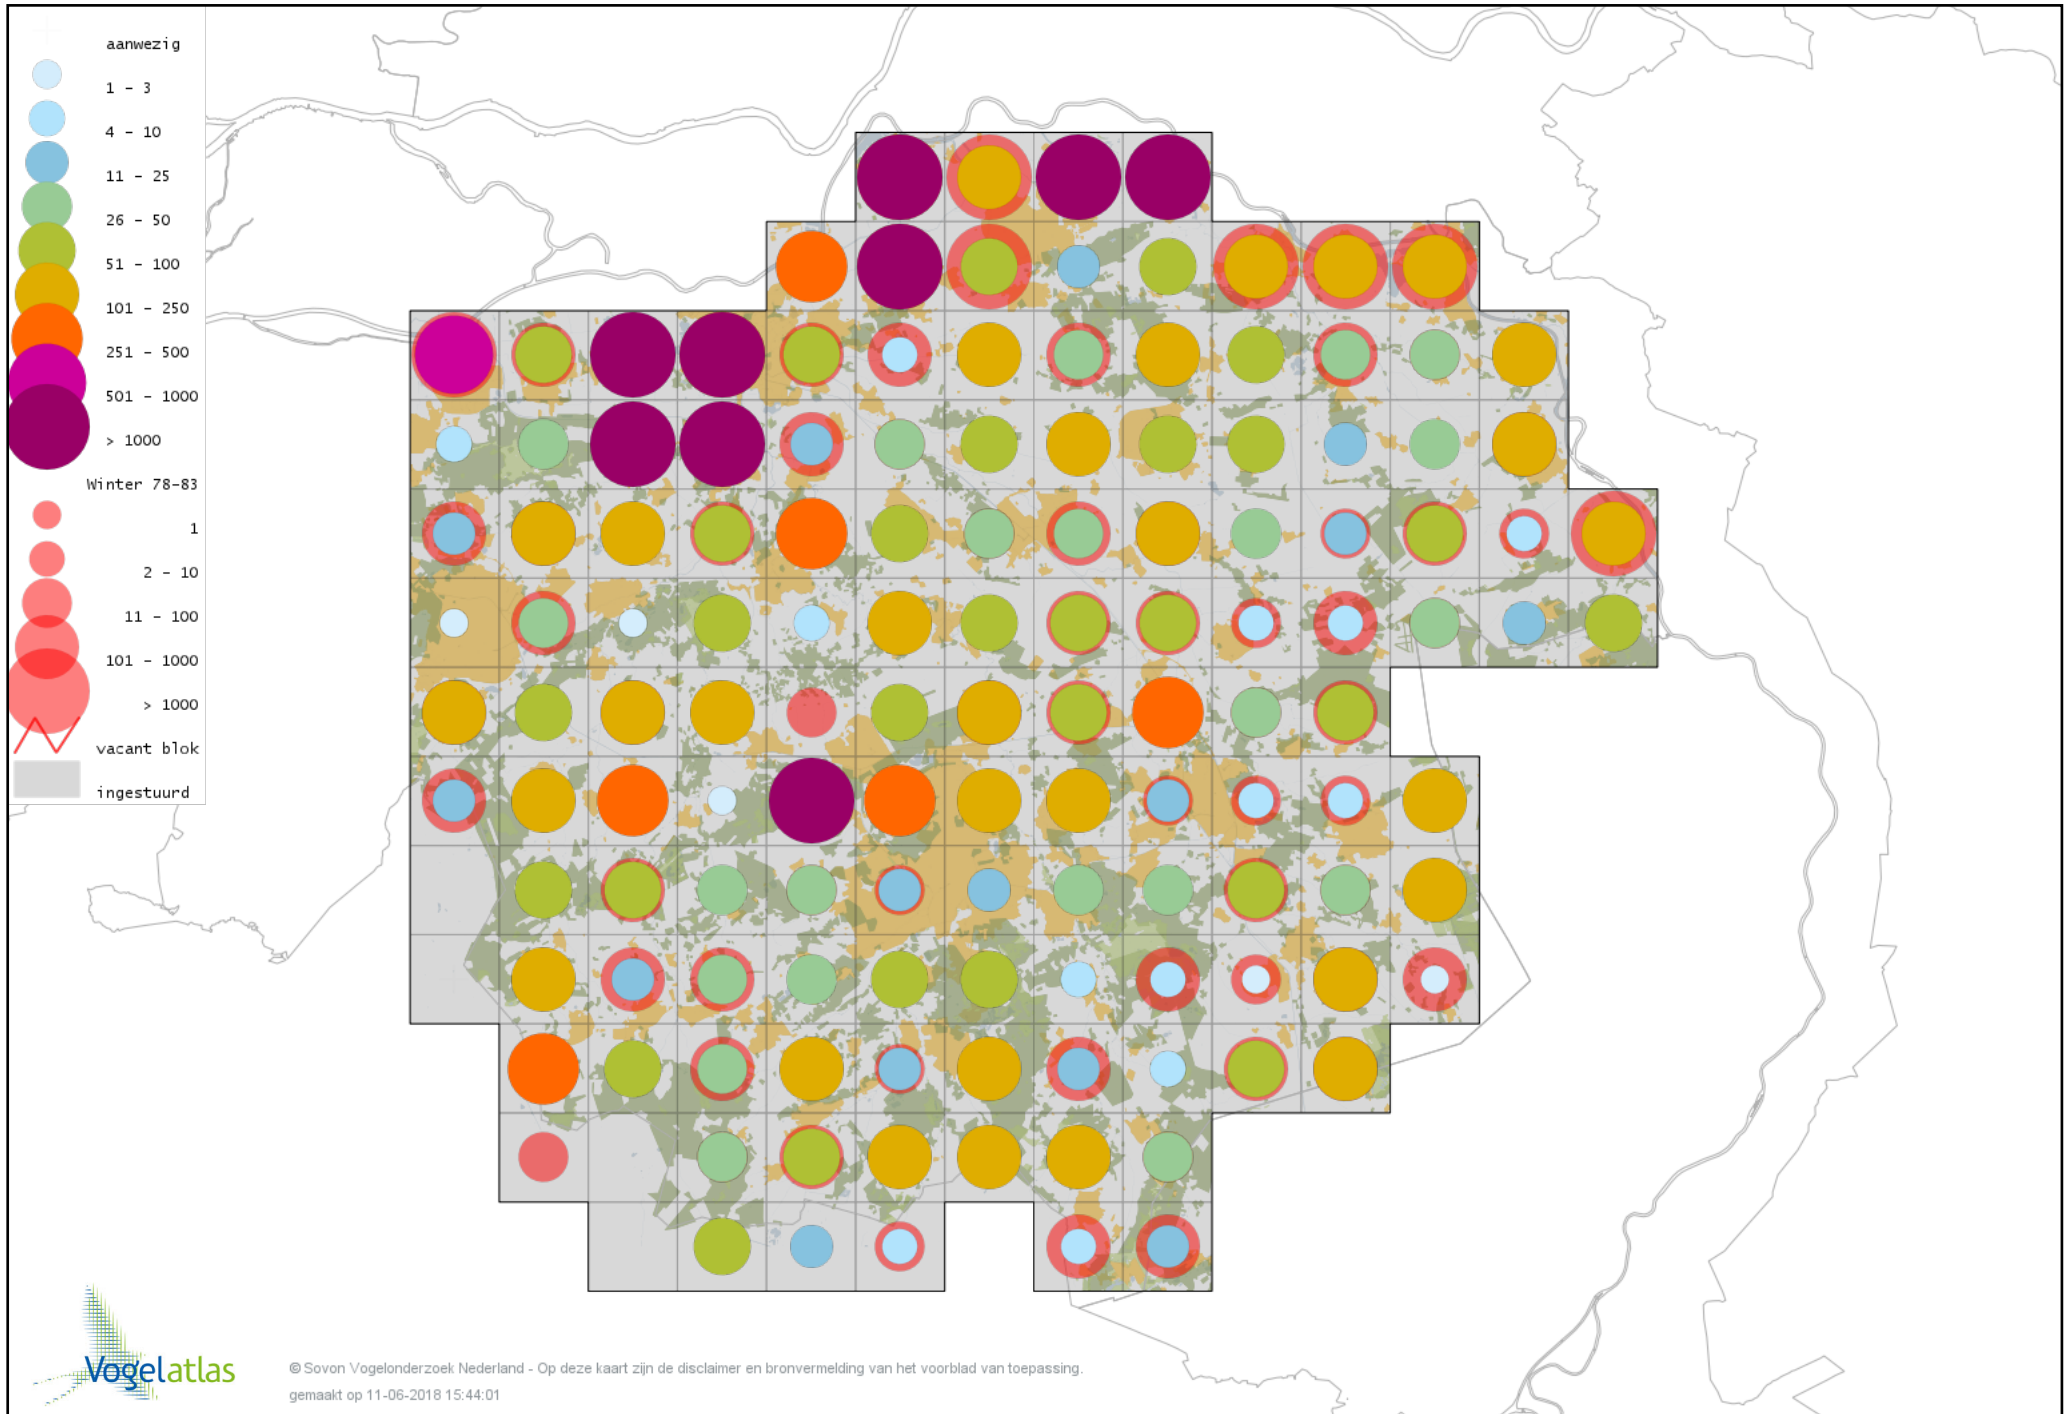 aanwezig
1 - 3
4 - 10
11 - 25
26 - 50
51 - 100
101 - 250
251 - 500
501 - 1000
> 1000
Winter 78-83
1
2 - 10
11 - 100
101 - 1000
> 1000
vacant blok
ingestuurd
Vogelatlas
© Sovon Vogelonderzoek Nederland - Op deze kaart zijn de disclaimer en bronvermelding van het voorblad van toepassing.
gemaakt op 11-06-2018 15:44:01